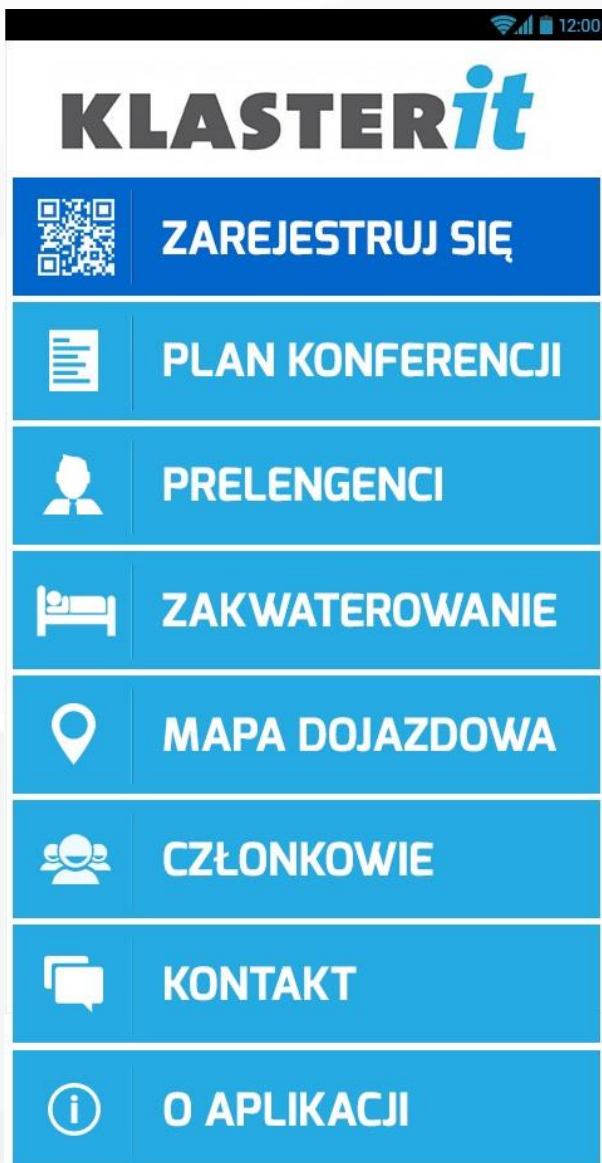 12:00
KLASTERit
ZAREJESTRUJ SIĘ
PLAN KONFERENCJI
PRELENGENCI
ZAKWATEROWANIE
MAPA DOJAZDOWA
CZŁONKOWIE
KONTAKT
O APLIKACJI